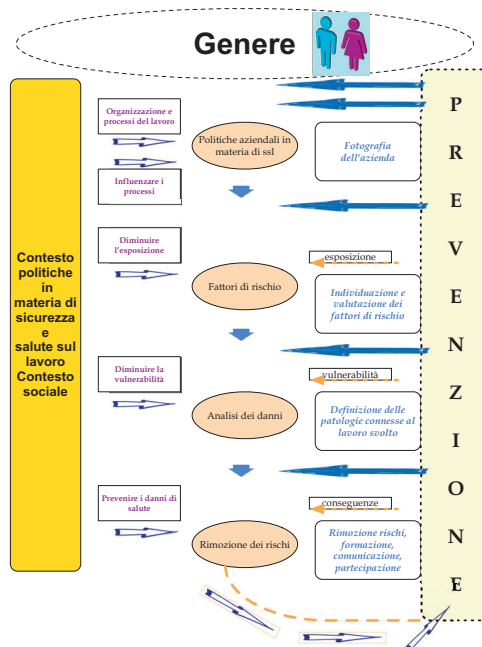 Genere
Organizzazione e
processi del lavoro
Politiche aziendali in
materia di ssl
Fotografia
dell'azienda
Influenzare i
processi
Diminuire
l'esposizione
esposizione
Fattori di rischio
Individuazione e
valutazione dei
fattori di rischio
Contesto
politiche
in
materia di
sicurezza
e
salute sul
lavoro
Contesto
sociale
Diminuire la
vulnerabilità
vulnerabilità
Analisi dei danni
Definizione delle
patologie connesse al
lavoro svolto
Prevenire i danni di
salute
conseguenze
Rimozione dei rischi
Rimozione rischi,
formazione,
comunicazione,
partecipazione
P
R
E
V
E
N
Z
I
O
N
E